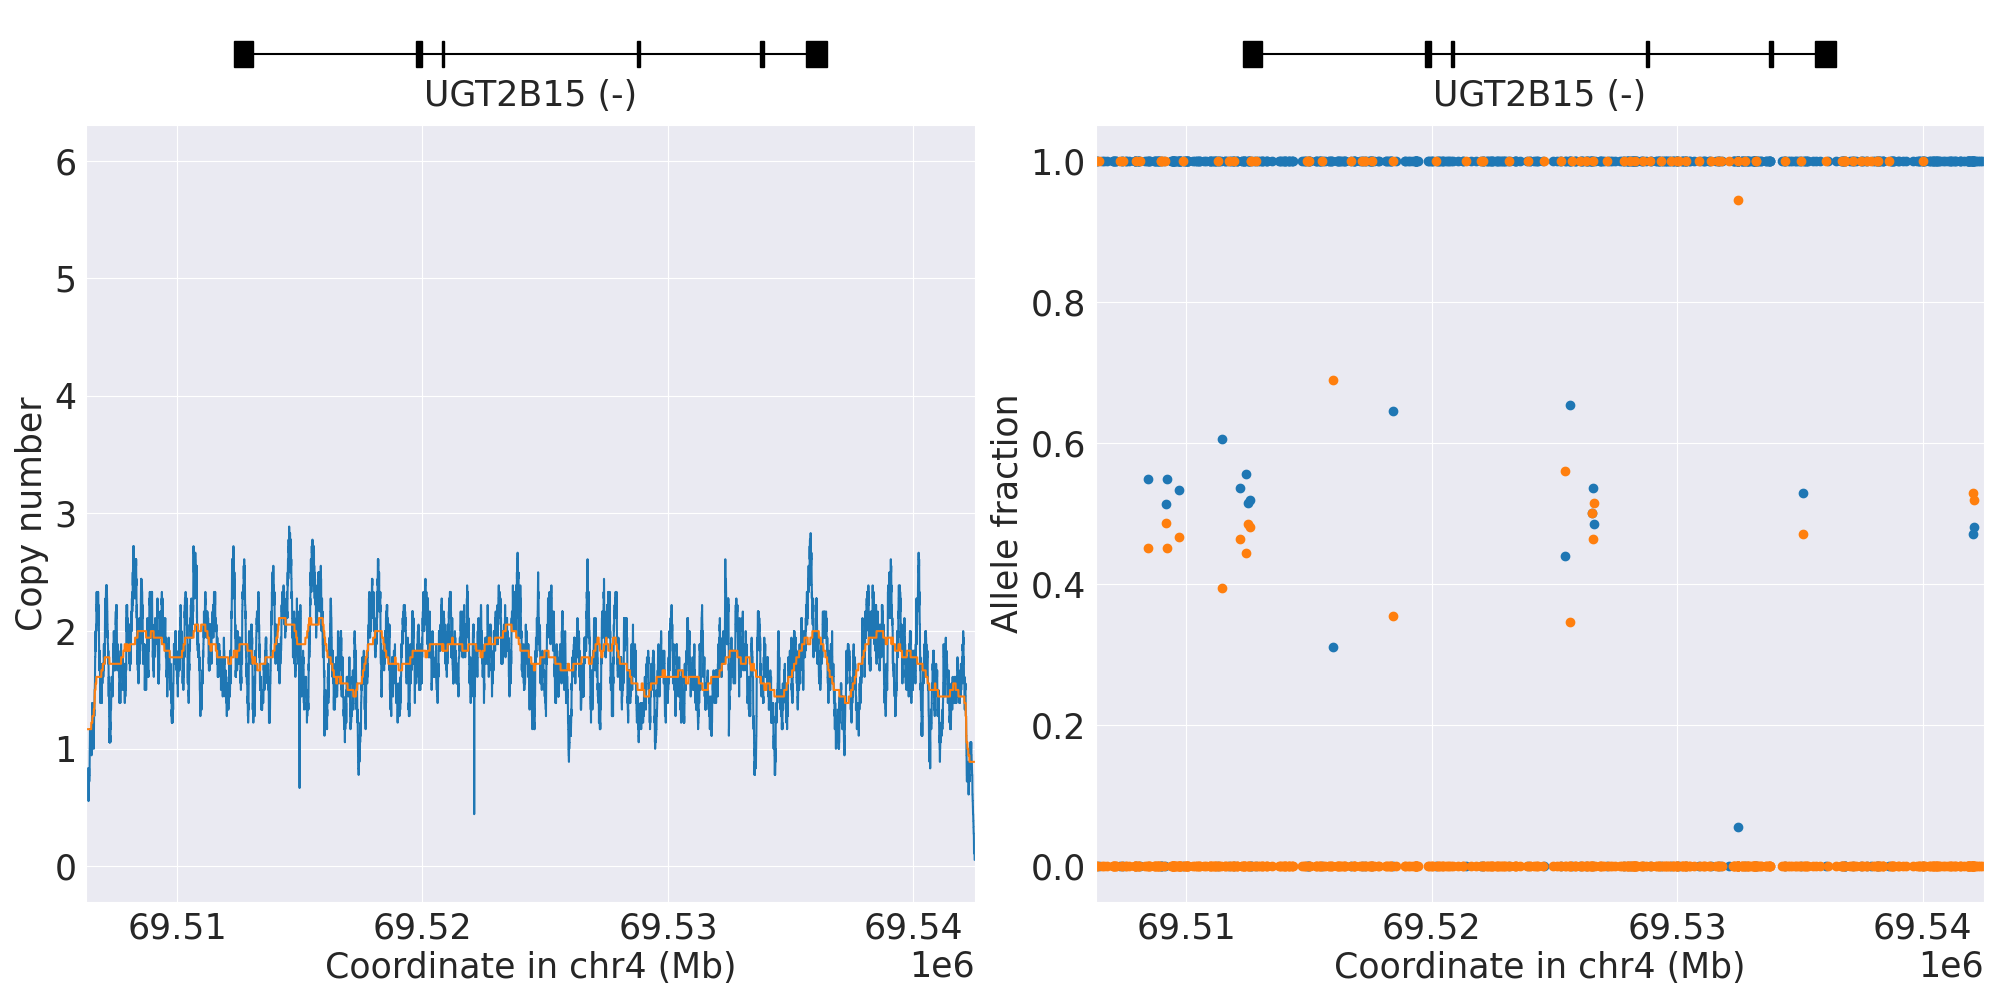 UGT2B15 (-)
6
5
4
3
2
1
0
Copy number
69.51 69.52 69.53 69.54
Coordinate in chr4 (Mb)
1e6
UGT2B15 (-)
1.0
0.8
0.6
0.4
0.2
0.0
Allele fraction
69.51 69.52 69.53 69.54
Coordinate in chr4 (Mb)
1e6